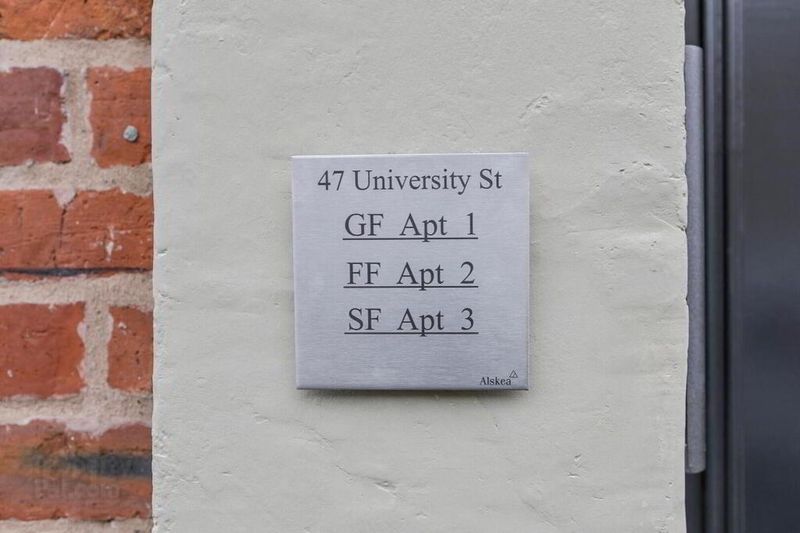 47 University St
GF Apt 1
FF Apt 2
SF Apt 3
Alskea